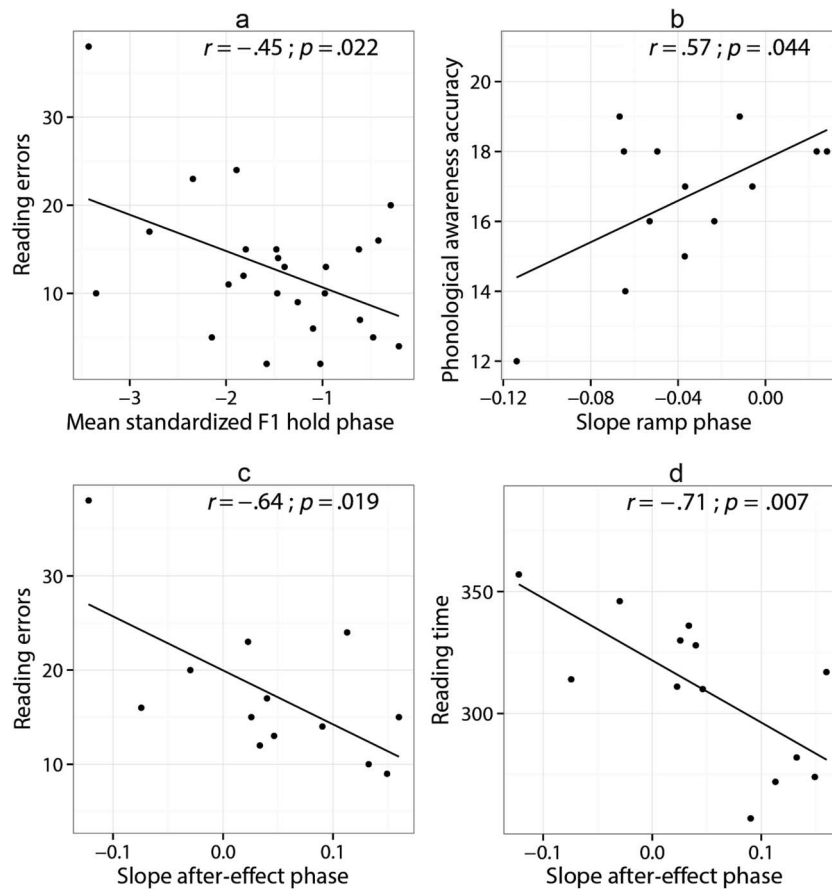 a
r = −.45 ; p = .022
Reading errors
30
20
10
−3 −2 −1
Mean standardized F1 hold phase
b
r = .57 ; p = .044
Phonological awareness accuracy
20
18
16
14
12
−0.12 −0.08 −0.04 0.00
Slope ramp phase
c
r = −.64 ; p = .019
Reading errors
30
20
10
−0.1 0.0 0.1
Slope after-effect phase
d
r = −.71 ; p = .007
Reading time
350
300
−0.1 0.0 0.1
Slope after-effect phase